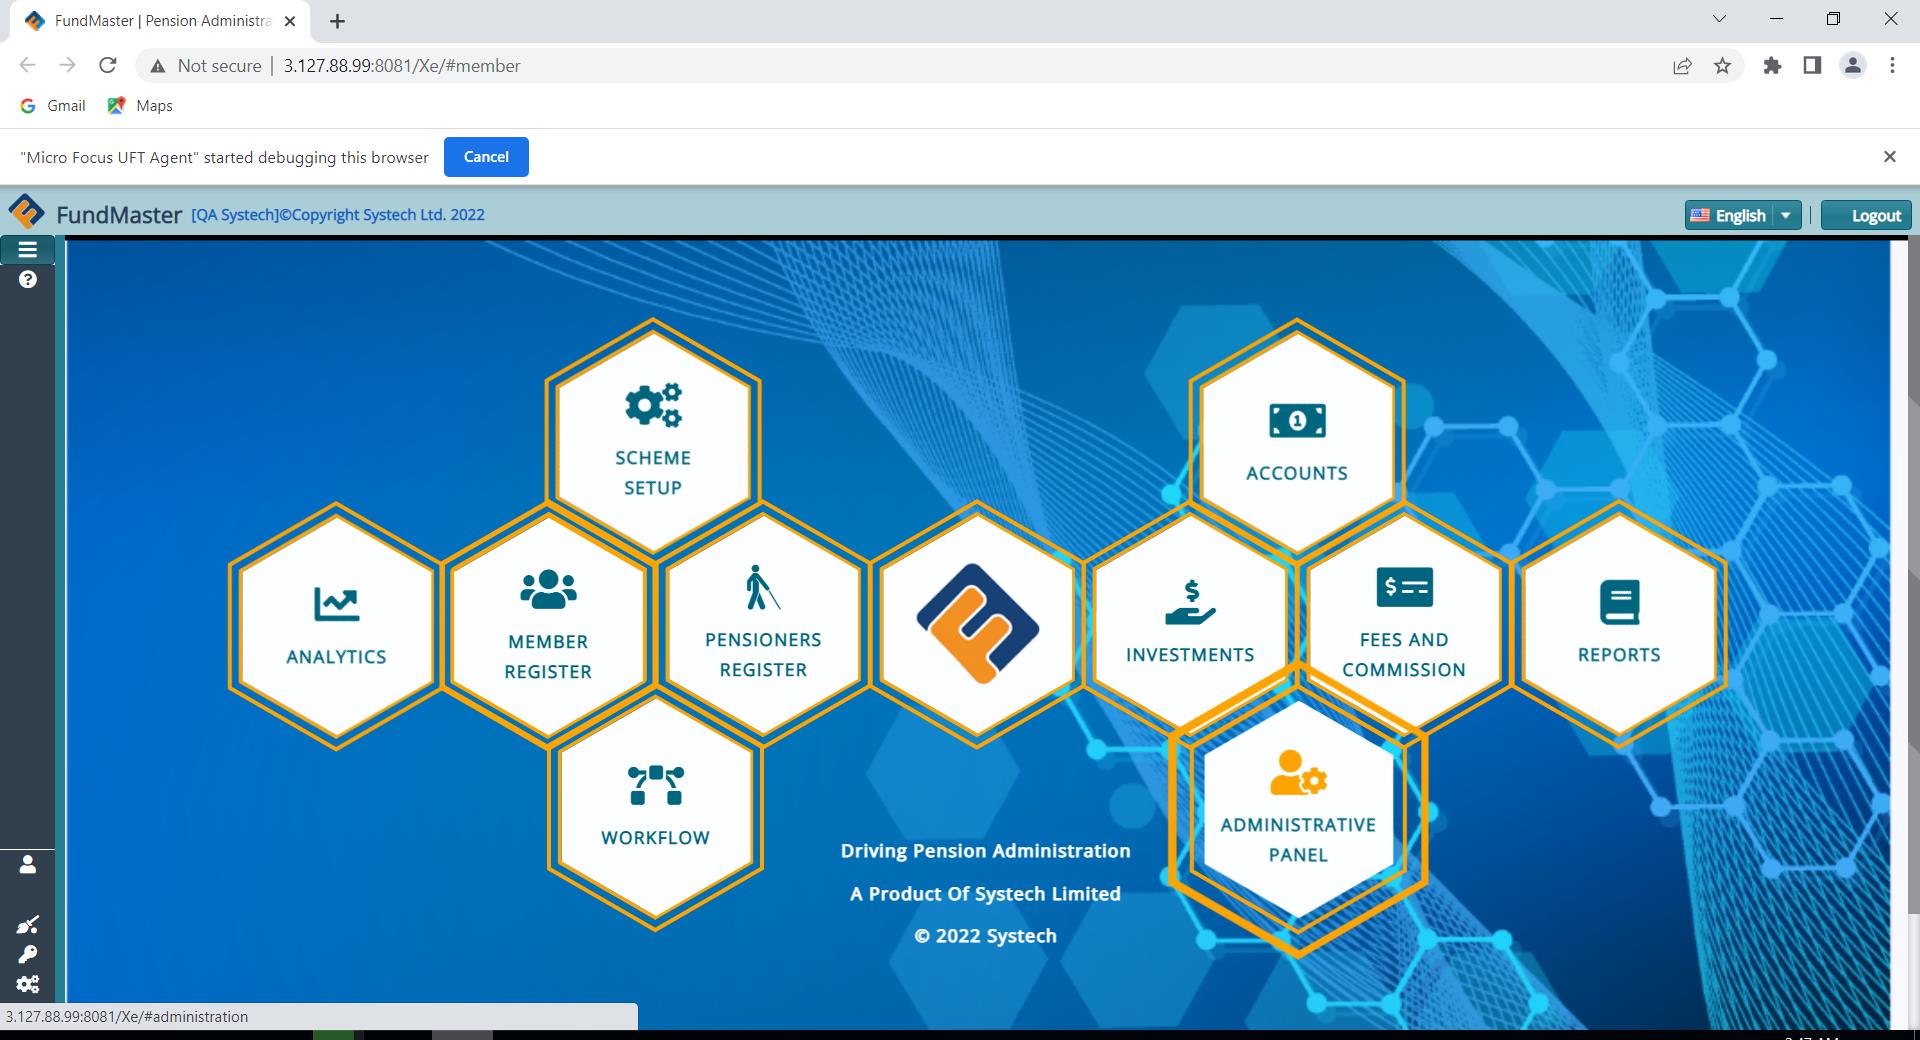 FundMaster | Pension Administra
Not secure | 3.127.88.99:8081/Xe/#member
Gmail Maps
"Micro Focus UFT Agent" started debugging this browser Cancel
FundMaster [QA Systech]©Copyright Systech Ltd. 2022 English Logout
SCHEME
SETUP
ACCOUNTS
ANALYTICS
MEMBER
REGISTER
PENSIONERS
REGISTER
INVESTMENTS
FEES AND
COMMISSION
REPORTS
WORKFLOW
ADMINISTRATIVE
PANEL
Driving Pension Administration
A Product Of Systech Limited
© 2022 Systech
3.127.88.99:8081/Xe/#administration